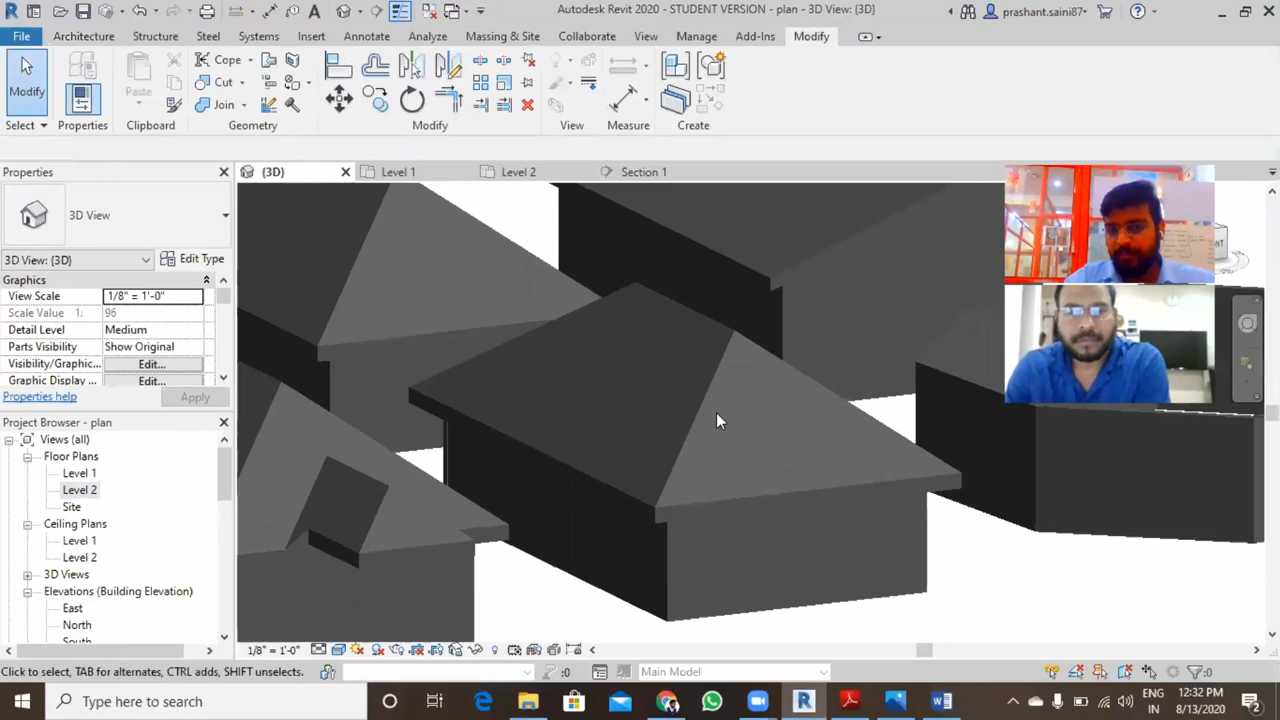 Autodesk Revit 2020 - STUDENT VERSION - plan - 3D View: {3D}
prashant.saini87*
File
Architecture
Structure
Steel
Systems
Insert
Annotate
Analyze
Massing & Site
Collaborate
View
Manage
Add-Ins
Modify
Modify
Paste
Cope
Cut
Join
Select
Properties
Clipboard
Geometry
Modify
View
Measure
Create
Properties
{3D}
Level 1
Level 2
Section 1
3D View
3D View: {3D}
Edit Type
Graphics
View Scale
1/8" = 1'-0"
Scale Value 1:
96
Detail Level
Medium
Parts Visibility
Show Original
Visibility/Graphic...
Edit...
Graphic Display ...
Edit...
Properties help
Apply
Project Browser - plan
Views (all)
Floor Plans
Level 1
Level 2
Site
Ceiling Plans
Level 1
Level 2
3D Views
Elevations (Building Elevation)
East
North
South
1/8" = 1'-0"
Click to select, TAB for alternates, CTRL adds, SHIFT unselects.
:0
Main Model
:0
Type here to search
ENG
IN
12:32 PM
8/13/2020
2